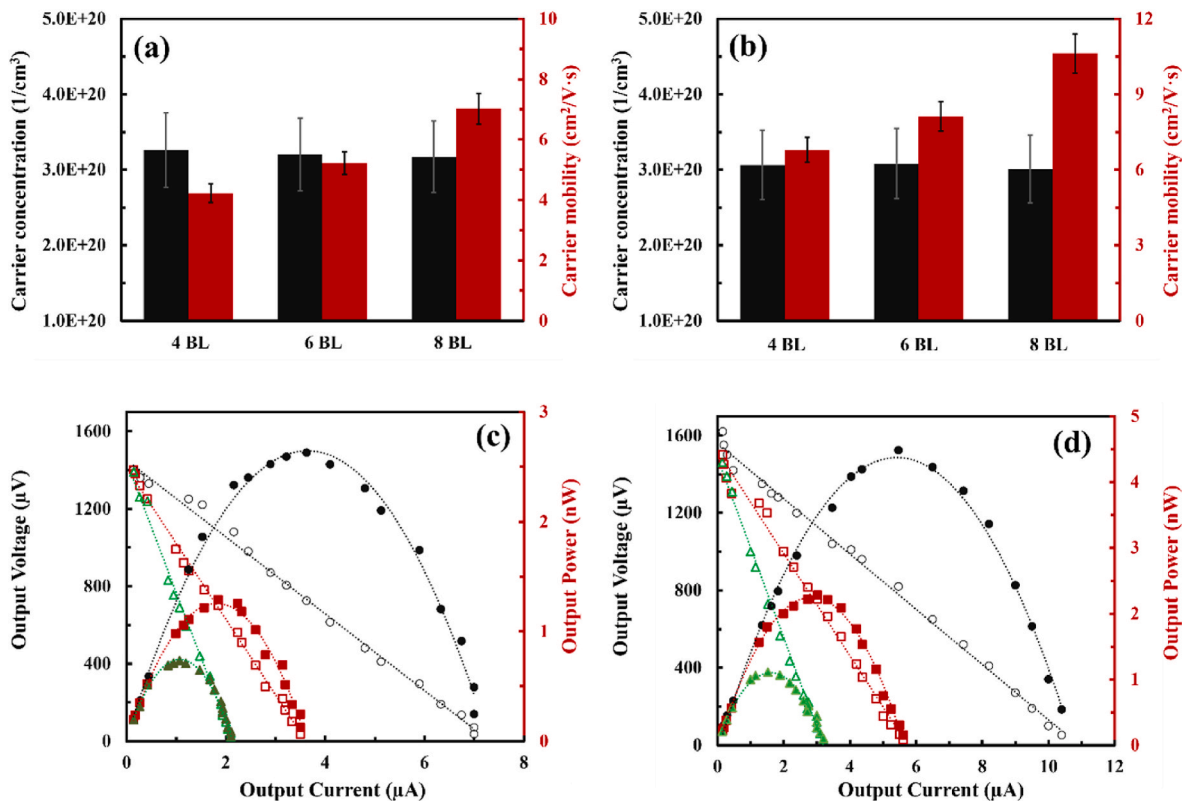 (a)
Carrier concentration (1/cm³)
5.0E+20
4.0E+20
3.0E+20
2.0E+20
1.0E+20
4 BL 6 BL 8 BL
10
8
6
4
2
0
Carrier mobility (cm²/V·s)
(b)
Carrier concentration (1/cm³)
5.0E+20
4.0E+20
3.0E+20
2.0E+20
1.0E+20
4 BL 6 BL 8 BL
12
9
6
3
0
Carrier mobility (cm²/V·s)
(c)
Output Voltage (µV)
1600
1200
800
400
0
0 2 4 6 8
Output Current (µA)
3
2
1
0
Output Power (nW)
(d)
Output Voltage (µV)
1600
1200
800
400
0
0 2 4 6 8 10 12
Output Current (µA)
5
4
3
2
1
0
Output Power (nW)